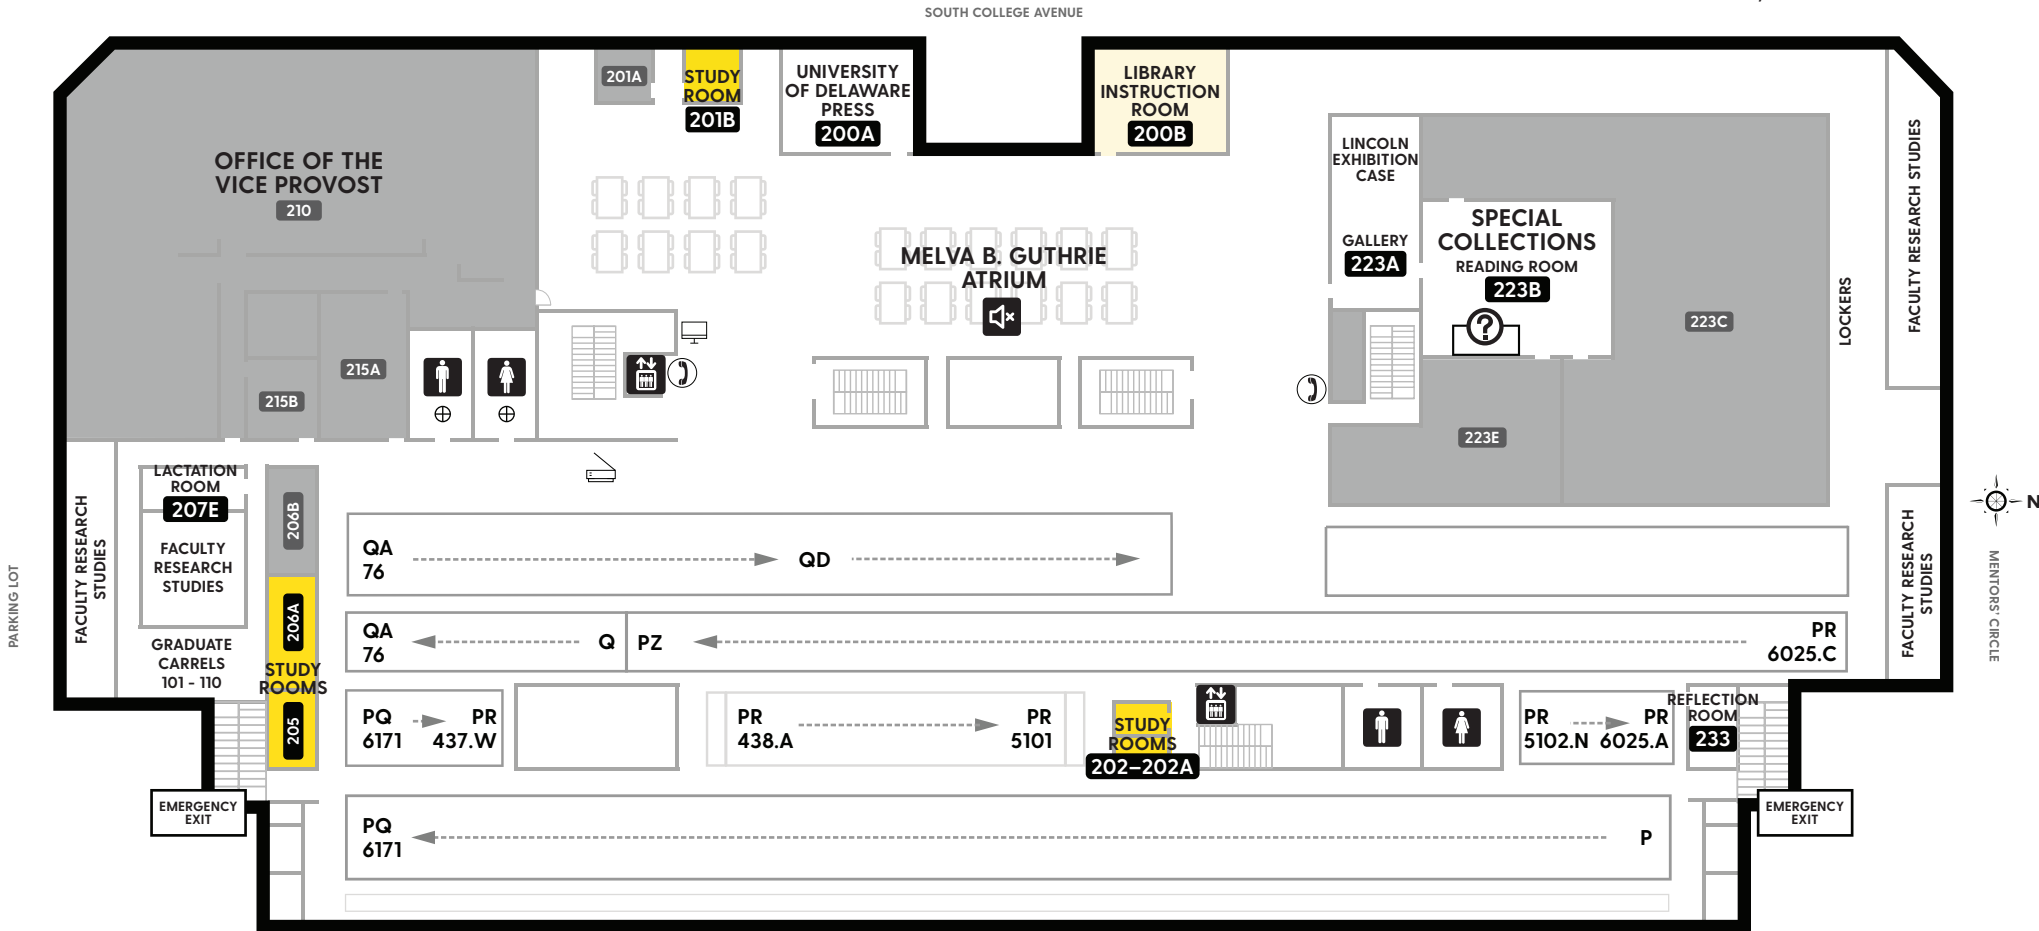 SOUTH COLLEGE AVENUE
201A
STUDY
ROOM
201B
UNIVERSITY
OF DELAWARE
PRESS
200A
LIBRARY
INSTRUCTION
ROOM
200B
OFFICE OF THE
VICE PROVOST
210
LINCOLN
EXHIBITION
CASE
GALLERY
223A
SPECIAL
COLLECTIONS
READING ROOM
223B
?
223C
LOCKERS
FACULTY RESEARCH STUDIES
MELVA B. GUTHRIE
ATRIUM
215A
215B
223E
LACTATION
ROOM
207E
FACULTY
RESEARCH
STUDIES
FACULTY RESEARCH
STUDIES
206B
206A
STUDY
ROOMS
205
GRADUATE
CARRELS
101 - 110
PARKING LOT
QA
76
QD
QA
76
Q
PZ
PR
6025.C
PQ
6171
PR
437.W
PR
438.A
PR
5101
STUDY
ROOMS
202–202A
PR
5102.N
PR
6025.A
REFLECTION
ROOM
233
FACULTY RESEARCH
STUDIES
N
MENTORS' CIRCLE
EMERGENCY
EXIT
EMERGENCY
EXIT
PQ
6171
P